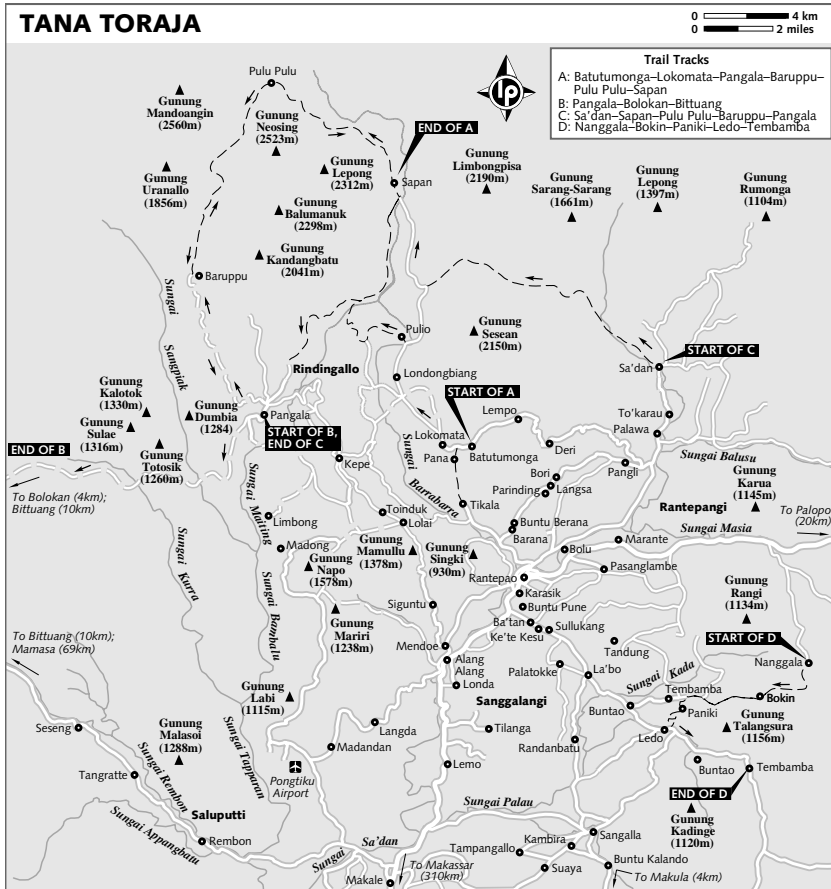 TANA TORAJA
0 4 km
0 2 miles
Trail Tracks
A: Batutumonga–Lokomata–Pangala–Baruppu–
Pulu Pulu–Sapan
B: Pangala–Bolokan–Bittuang
C: Sa'dan–Sapan–Pulu Pulu–Baruppu–Pangala
D: Nanggala–Bokin–Paniki–Ledo–Tembamba
lp
Pulu Pulu
Gunung
Mandoangin
(2560m)
Gunung
Neosing
(2523m)
END OF A
Gunung
Uranallo
(1856m)
Gunung
Lepong
(2312m)
Sapan
Gunung
Limbongpisa
(2190m)
Gunung
Sarang-Sarang
(1661m)
Gunung
Lepong
(1397m)
Gunung
Rumonga
(1104m)
Gunung
Balumanuk
(2298m)
Gunung
Kandangbatu
(2041m)
Baruppu
Sungai
Sangpiak
Pulio
Gunung
Sesean
(2150m)
START OF C
Sa'dan
Rindingallo
Londongbiang
START OF A
Gunung
Kalotok
(1330m)
Gunung
Sulae
(1316m)
Gunung
Dumbia
(1284)
Gunung
Totosik
(1260m)
Pangala
START OF B,
END OF C
Lempo
To'karau
Palawa
Lokomata
Pana
Batutumonga
Deri
END OF B
To Bolokan (4km);
Bittuang (10km)
Kepe
Sungai
Barrabarra
Bori
Pangli
Parinding
Langsa
Sungai Balusu
Gunung
Karua
(1145m)
Tikala
Rantepangi
To Palopo
(20km)
Sungai Maiting
Limbong
Toinduk
Lolai
Buntu Berana
Barana
Sungai Masia
Marante
Bolu
Madong
Gunung
Mamullu
(1378m)
Gunung
Singki
(930m)
Pasanglambe
Gunung
Napo
(1578m)
Rantepao
Karasik
Buntu Pune
Gunung
Rangi
(1134m)
Sungai Kurra
Sungai Bambalu
Siguntu
Gunung
Mariri
(1238m)
Ba'tan
Ke'te Kesu
Sullukang
START OF D
To Bittuang (10km);
Mamasa (69km)
Mendoe
Tandung
Nanggala
Alang
Alang
Palatokke
La'bo
Sungai Kada
Londa
Gunung
Labi
(1115m)
Sanggalangi
Tembamba
Bokin
Buntao
Paniki
Gunung
Talangsura
(1156m)
Seseng
Gunung
Malasoi
(1288m)
Langda
Tilanga
Ledo
Madandan
Randanbatu
Sungai Tapparan
Pongtiku
Airport
Lemo
Buntao
Tembamba
Tangratte
Sungai Rembon
END OF D
Saluputti
Sungai Palau
Gunung
Kadinge
(1120m)
Sungai Appangbatu
Rembon
Sungai
Sa'dan
Kambira
Sangalla
Tampangallo
Makale
To Makassar
(310km)
Suaya
Buntu Kalando
To Makula (4km)